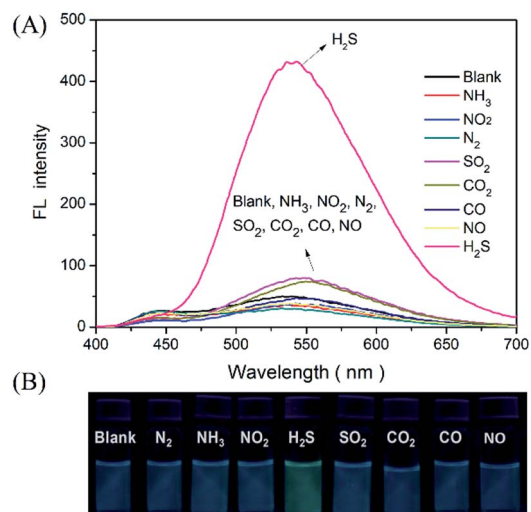 (A)
500
400
300
200
100
0
FL intensity
H₂S
Blank
NH₃
NO₂
N₂
SO₂
CO₂
CO
NO
H₂S
Blank, NH₃, NO₂, N₂,
SO₂, CO₂, CO, NO
400 450 500 550 600 650 700
Wavelength ( nm )
(B)
Blank N₂ NH₃ NO₂ H₂S SO₂ CO₂ CO NO